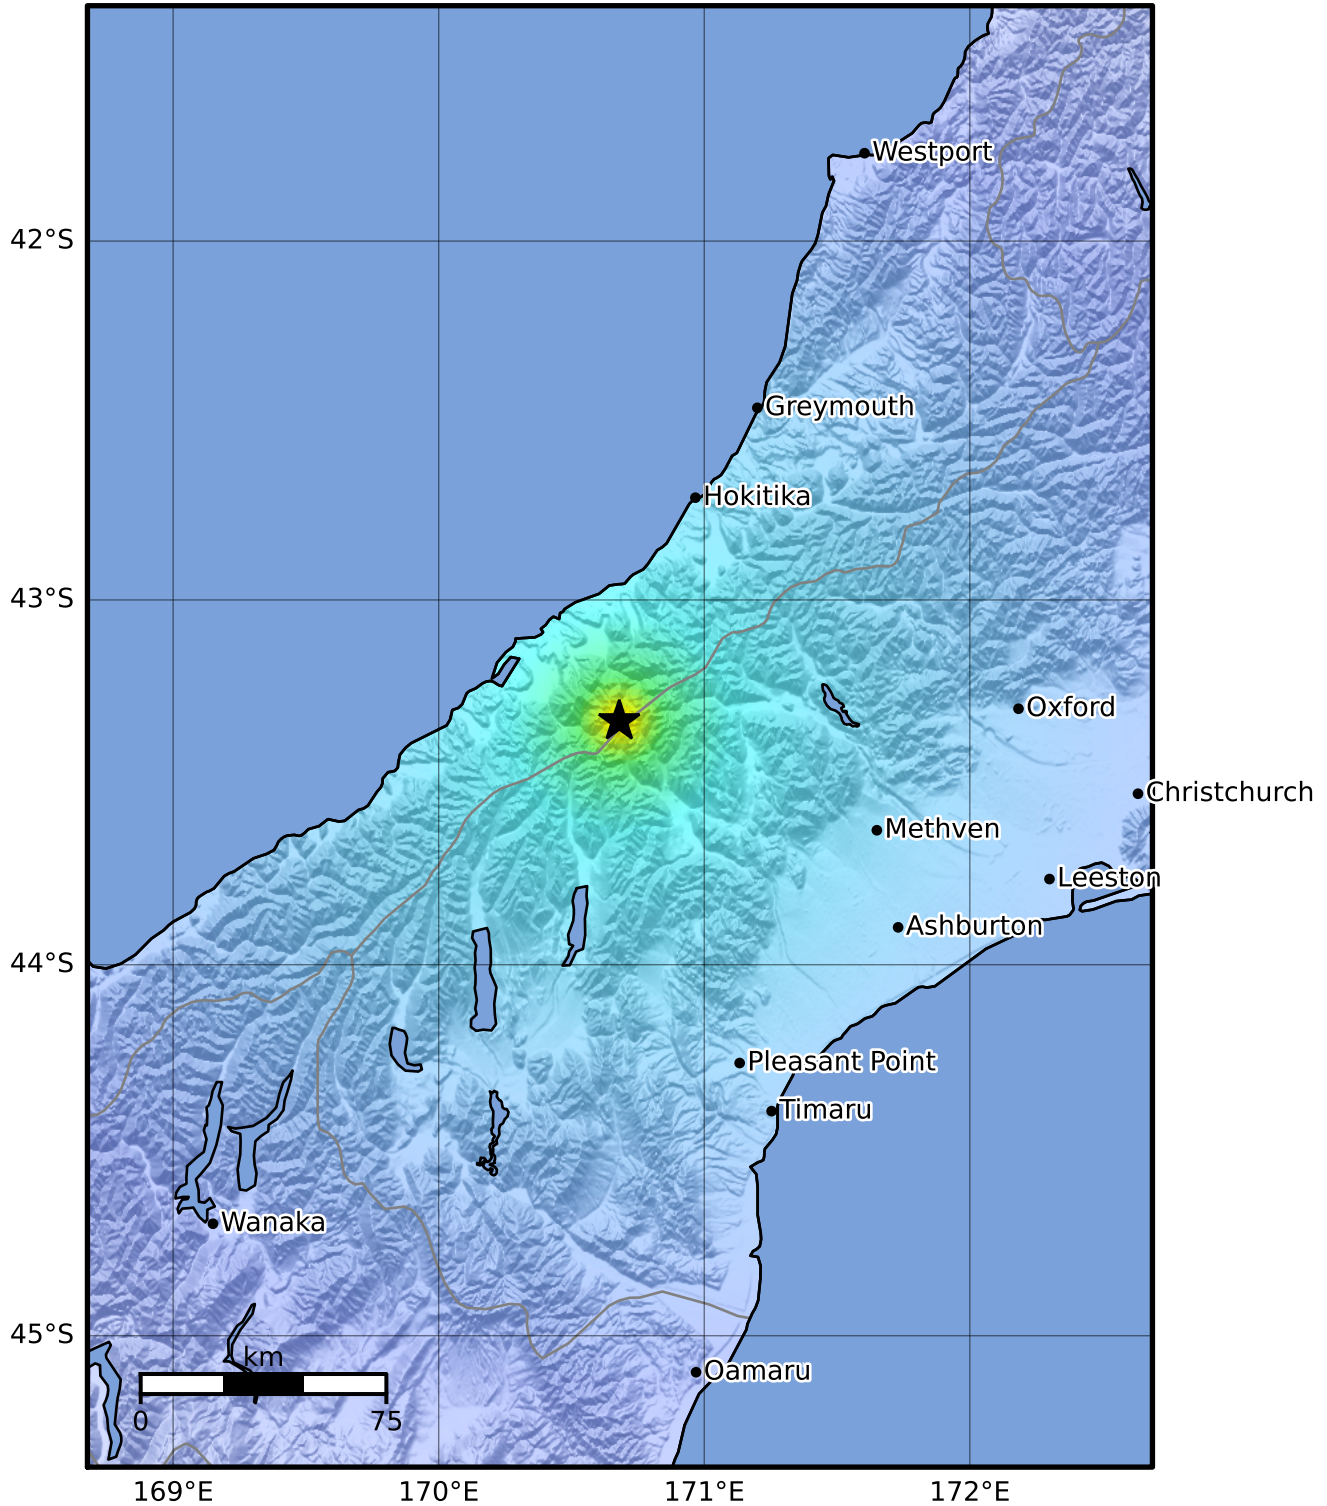 Westport
42°S
Greymouth
Hokitika
43°S
Oxford
Christchurch
Methven
Leeston
Ashburton
44°S
Pleasant Point
Timaru
Wanaka
45°S
km
Oamaru
0 75
169°E 170°E 171°E 172°E